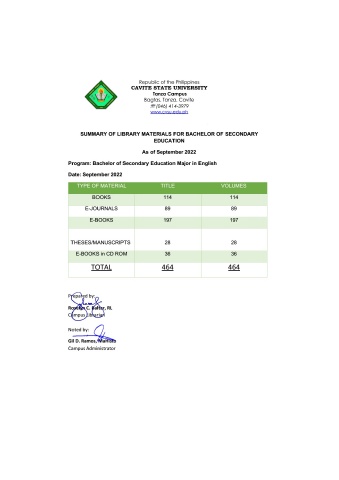 Republic of the Philippines
CAVITE STATE UNIVERSITY
Tanza Campus
Bagtas, Tanza, Cavite
☏(046) 414-3979
www.cvsu.edu.ph
SUMMARY OF LIBRARY MATERIALS FOR BACHELOR OF SECONDARY
EDUCATION
As of September 2022
Program: Bachelor of Secondary Education Major in English
Date: September 2022
TYPE OF MATERIAL TITLE VOLUMES
BOOKS 114 114
E-JOURNALS 89 89
E-BOOKS 197 197
THESES/MANUSCRIPTS 28 28
E-BOOKS in CD ROM 36 36
TOTAL 464 464
Prepared by:
C. RL
Campus Librarian
Noted by:
Gil D. Ramos,
Campus Administrator